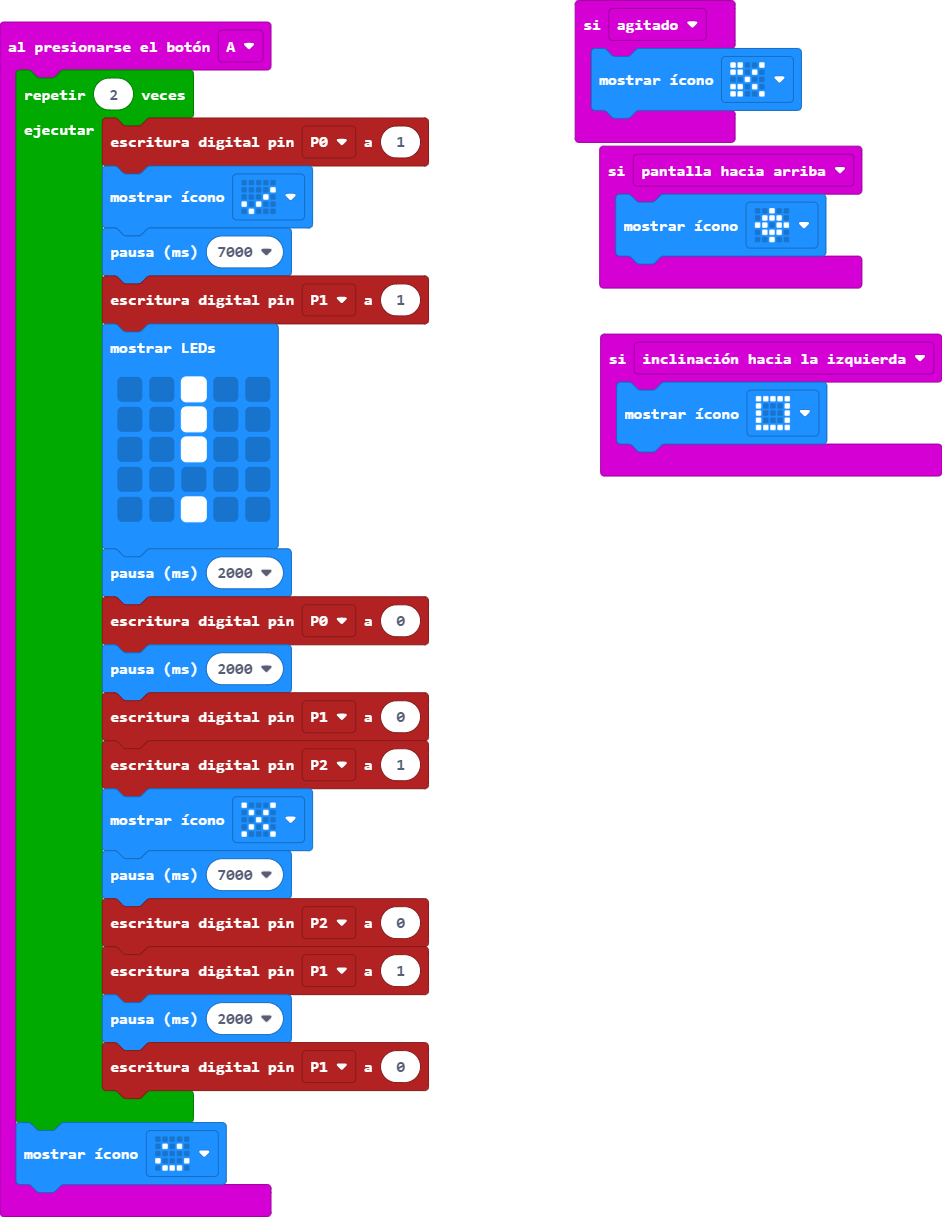 al presionarse el botón A
repetir 2 veces
ejecutar
escritura digital pin P0 a 1
mostrar ícono
pausa (ms) 7000
escritura digital pin P1 a 1
mostrar LEDs
pausa (ms) 2000
escritura digital pin P0 a 0
pausa (ms) 2000
escritura digital pin P1 a 0
escritura digital pin P2 a 1
mostrar ícono
pausa (ms) 7000
escritura digital pin P2 a 0
escritura digital pin P1 a 1
pausa (ms) 2000
escritura digital pin P1 a 0
mostrar ícono
si agitado
mostrar ícono
si pantalla hacia arriba
mostrar ícono
si inclinación hacia la izquierda
mostrar ícono